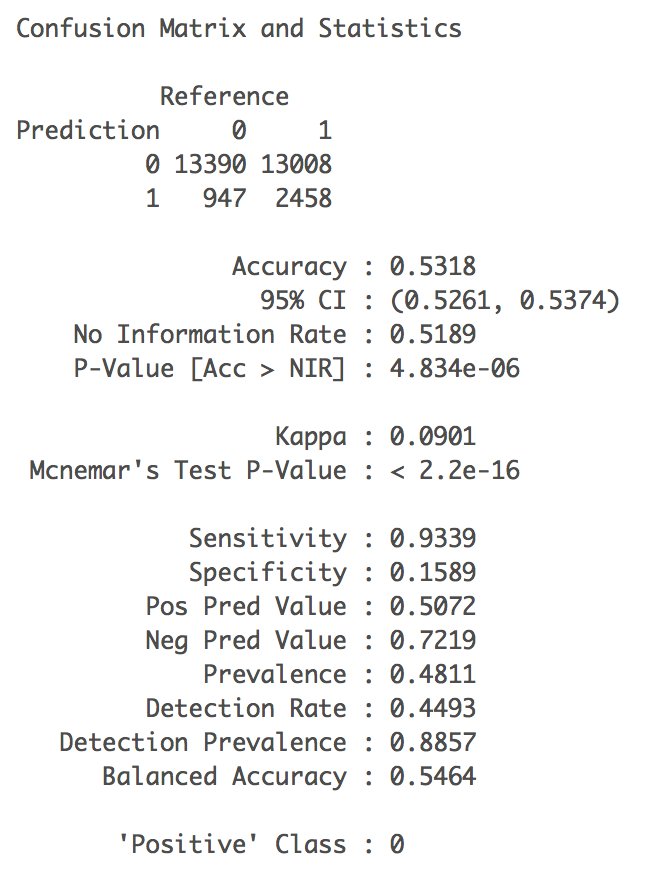 Confusion Matrix and Statistics
Reference
Prediction 0 1
0 13390 13008
1 947 2458
Accuracy : 0.5318
95% CI : (0.5261, 0.5374)
No Information Rate : 0.5189
P-Value [Acc > NIR] : 4.834e-06
Kappa : 0.0901
Mcnemar's Test P-Value : < 2.2e-16
Sensitivity : 0.9339
Specificity : 0.1589
Pos Pred Value : 0.5072
Neg Pred Value : 0.7219
Prevalence : 0.4811
Detection Rate : 0.4493
Detection Prevalence : 0.8857
Balanced Accuracy : 0.5464
'Positive' Class : 0